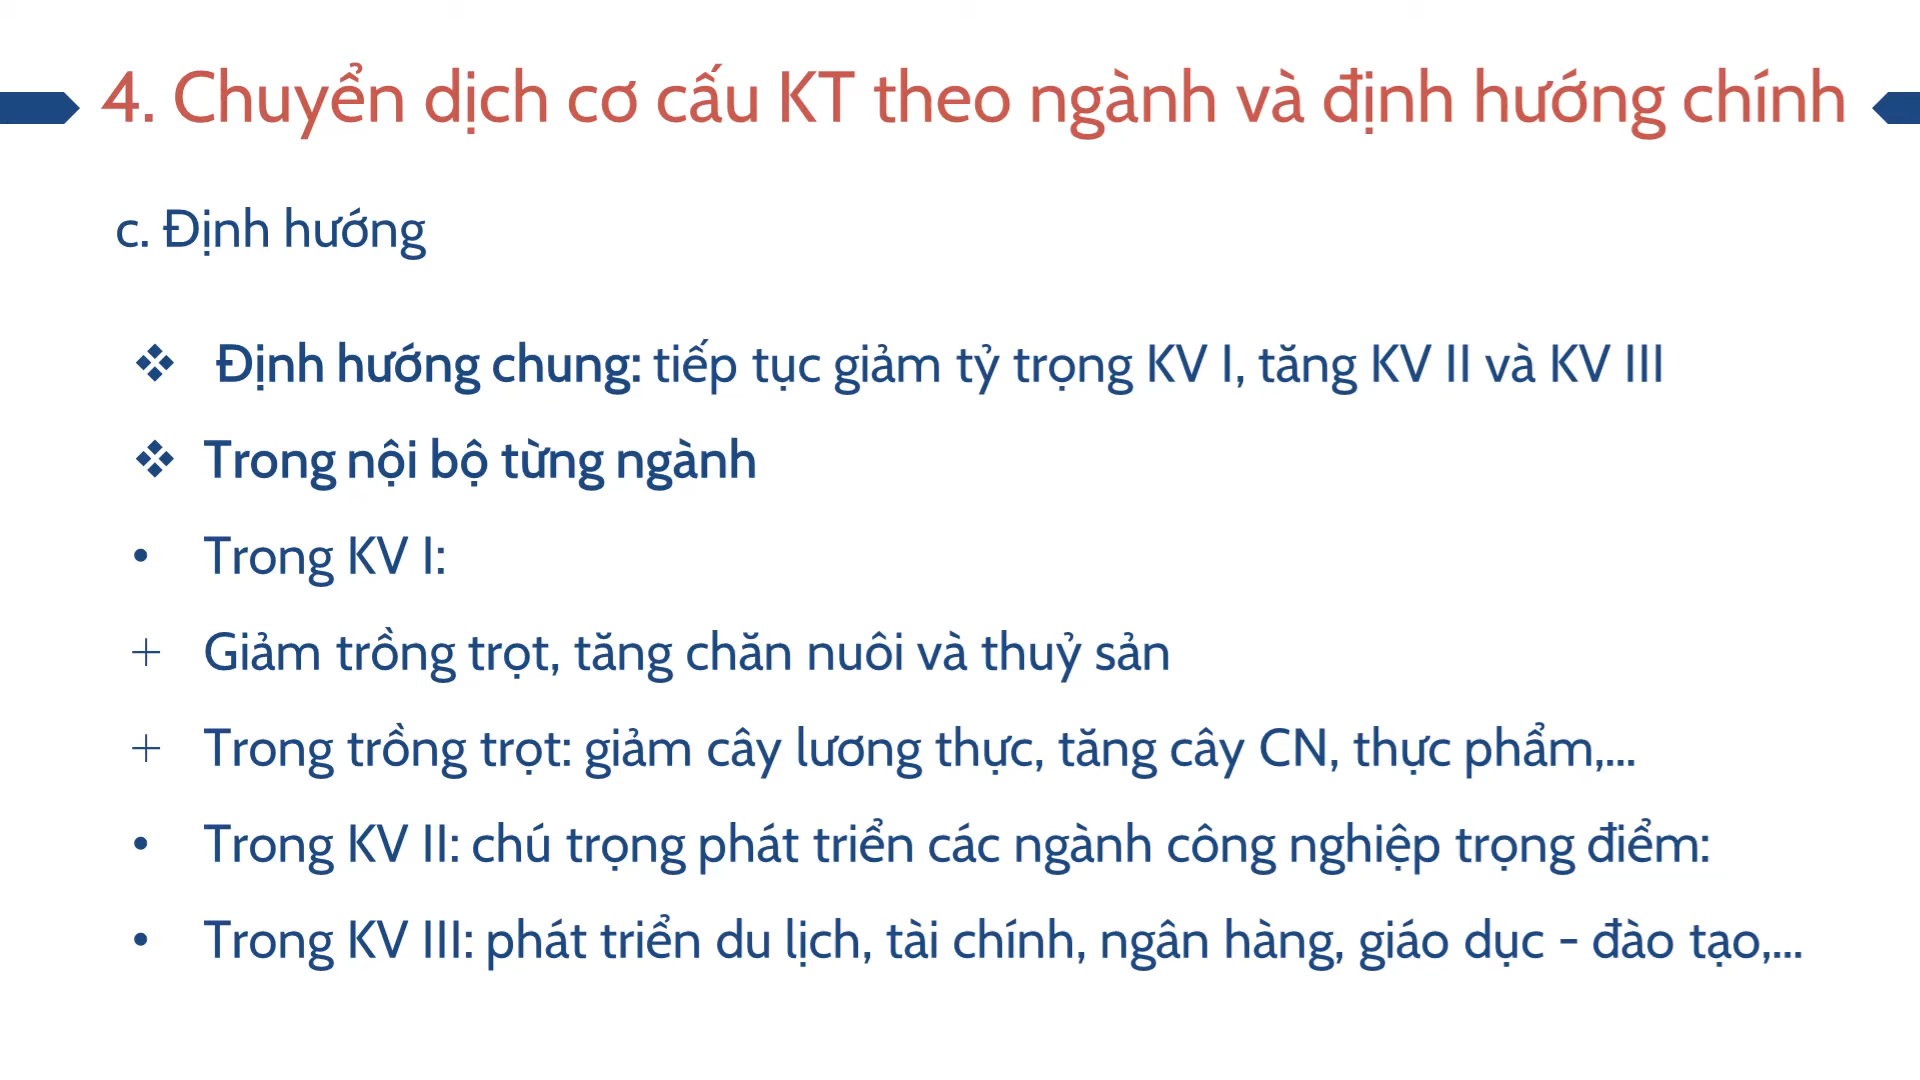 4. Chuyển dịch cơ cấu KT theo ngành và định hướng chính
c. Định hướng
❖ Định hướng chung: tiếp tục giảm tỷ trọng KV I, tăng KV II và KV III
❖ Trong nội bộ từng ngành
• Trong KV I:
+ Giảm trồng trọt, tăng chăn nuôi và thuỷ sản
+ Trong trồng trọt: giảm cây lương thực, tăng cây CN, thực phẩm,...
• Trong KV II: chú trọng phát triển các ngành công nghiệp trọng điểm:
• Trong KV III: phát triển du lịch, tài chính, ngân hàng, giáo dục - đào tạo,...